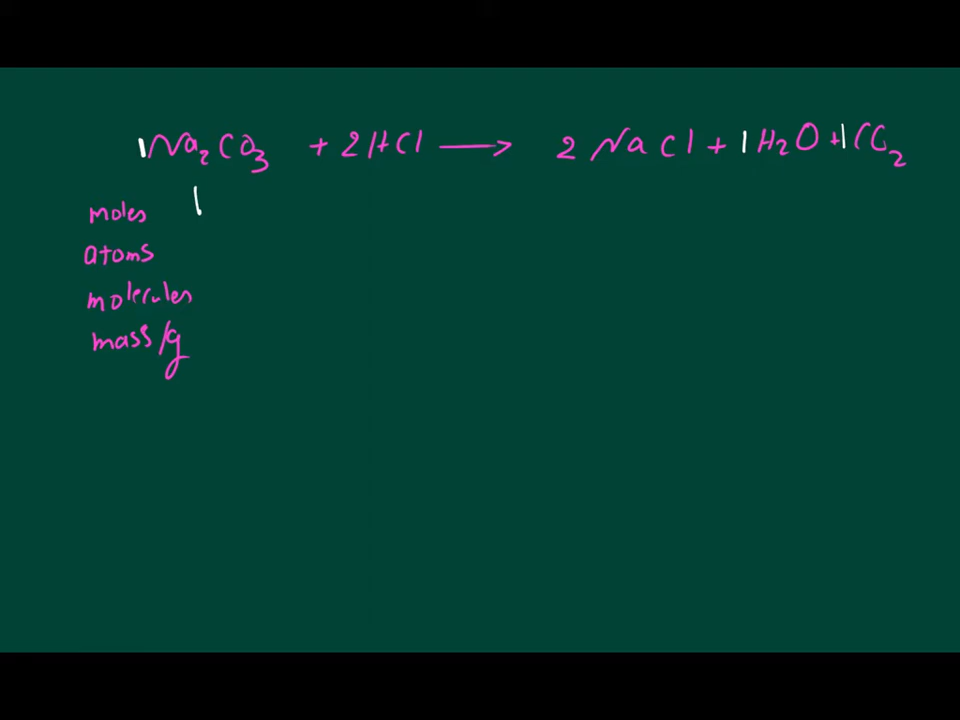 1Na₂CO₃ + 2HCl ⟶ 2NaCl + 1H₂O + 1CO₂
moles 1
atoms
molecules
mass/g